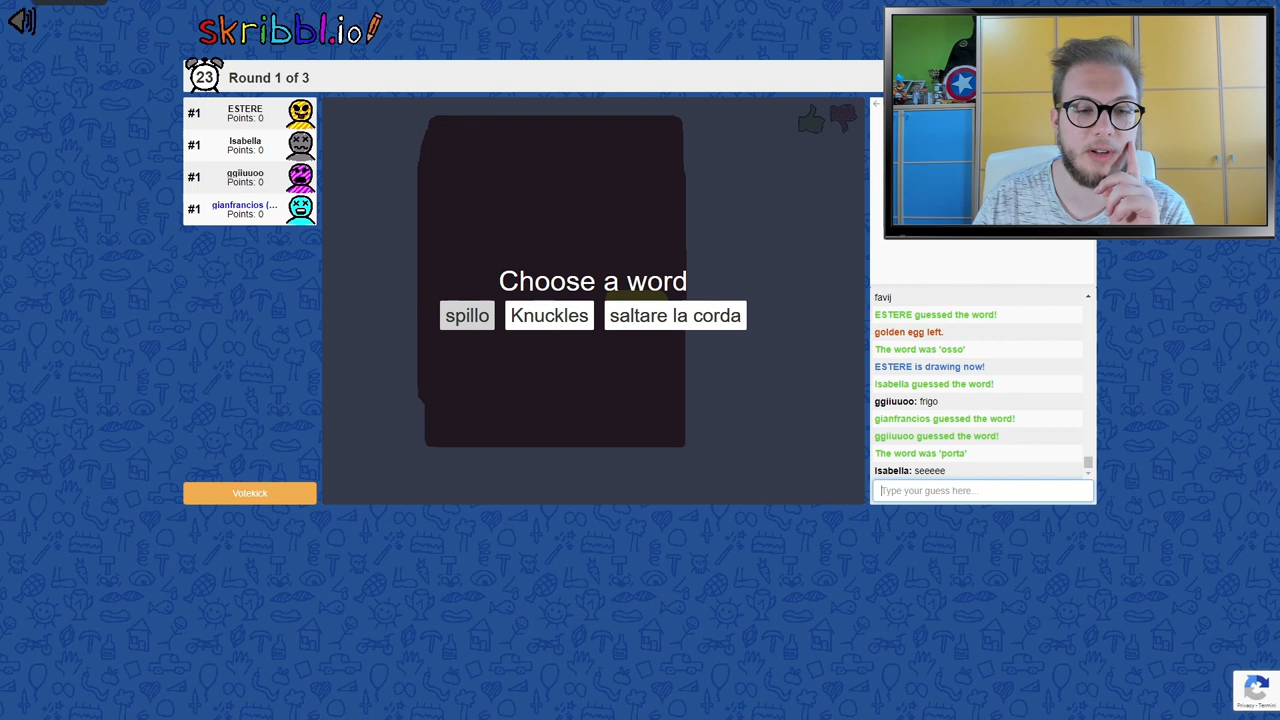 skribbl.io
23
Round 1 of 3
#1
ESTERE
Points: 0
#1
Isabella
Points: 0
#1
ggiiuuoo
Points: 0
#1
gianfrancios (...
Points: 0
Votekick
Choose a word
spillo
Knuckles
saltare la corda
favij
ESTERE guessed the word!
golden egg left.
The word was 'osso'
ESTERE is drawing now!
Isabella guessed the word!
ggiiuuoo: frigo
gianfrancios guessed the word!
ggiiuuoo guessed the word!
The word was 'porta'
Isabella: seeeee
Type your guess here...
Privacy - Termini